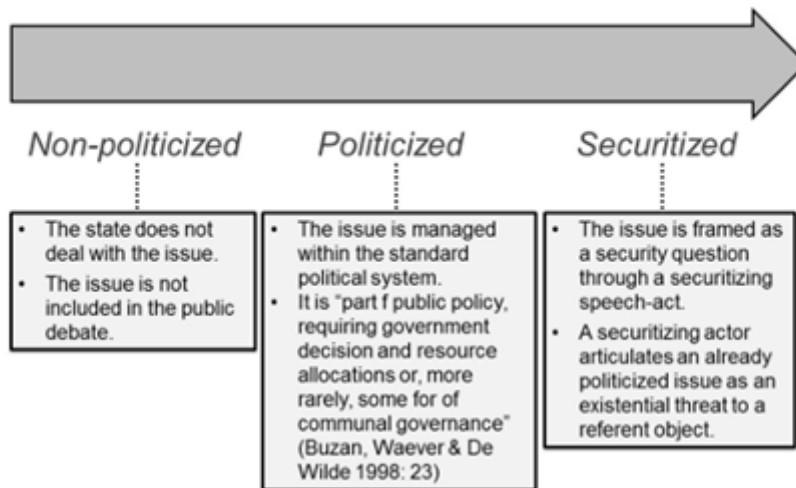 Non-politicized
Politicized
Securitized
• The state does not
deal with the issue.
• The issue is not
included in the public
debate.
• The issue is managed
within the standard
political system.
• It is “part f public policy,
requiring government
decision and resource
allocations or, more
rarely, some for of
communal governance”
(Buzan, Waever & De
Wilde 1998: 23)
• The issue is framed as
a security question
through a securitizing
speech-act.
• A securitizing actor
articulates an already
politicized issue as an
existential threat to a
referent object.